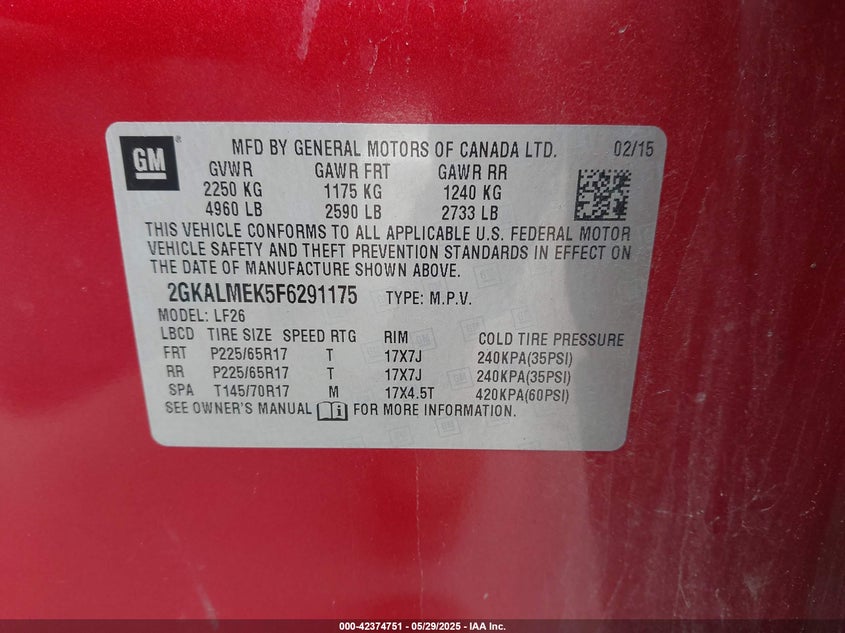 GM ® MFD BY GENERAL MOTORS OF CANADA LTD. 02/15
GVWR GAWR FRT GAWR RR
2250 KG 1175 KG 1240 KG
4960 LB 2590 LB 2733 LB
THIS VEHICLE CONFORMS TO ALL APPLICABLE U.S. FEDERAL MOTOR
VEHICLE SAFETY AND THEFT PREVENTION STANDARDS IN EFFECT ON
THE DATE OF MANUFACTURE SHOWN ABOVE.
2GKALMEK5F6291175 TYPE: M.P.V.
MODEL: LF26
LBCD TIRE SIZE SPEED RTG RIM COLD TIRE PRESSURE
FRT P225/65R17 T 17X7J 240KPA(35PSI)
RR P225/65R17 T 17X7J 240KPA(35PSI)
SPA T145/70R17 M 17X4.5T 420KPA(60PSI)
SEE OWNER'S MANUAL FOR MORE INFORMATION.
000-42374751 — 05/29/2025 — IAA Inc.